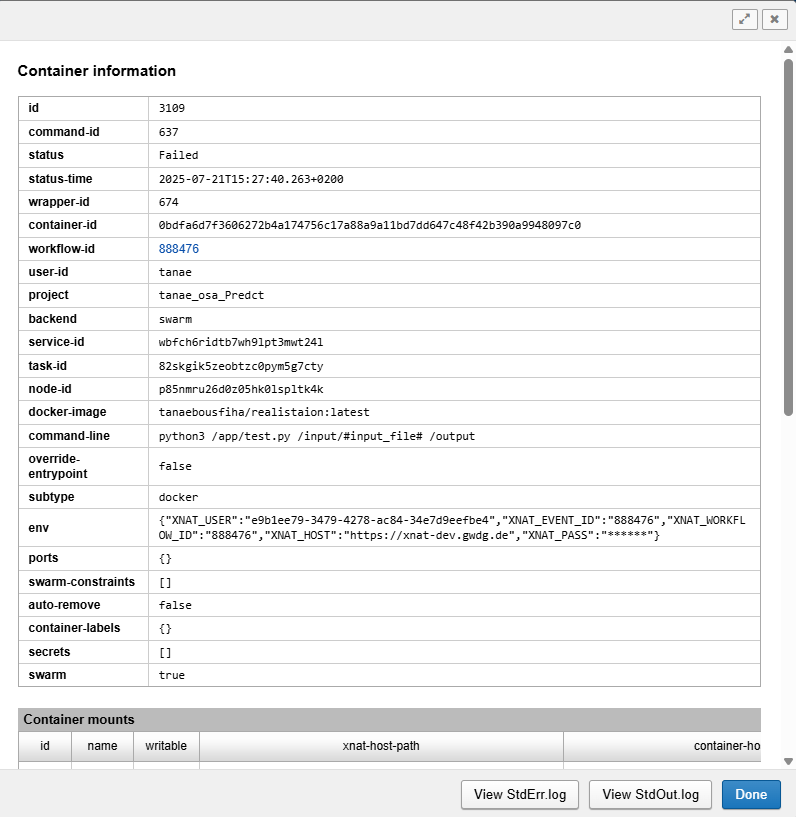 Container information
id 3109
command-id 637
status Failed
status-time 2025-07-21T15:27:40.263+0200
wrapper-id 674
container-id 0bdfa6d7f3606272b4a174756c17a88a9a11bd7dd647c48f42b390a9948097c0
workflow-id 888476
user-id tanae
project tanae_osa_Predct
backend swarm
service-id wbfch6ridtb7wh9lpt3mwt24l
task-id 82skgik5zeobtzc0pym5g7cty
node-id p85nmru26d0z05hk0lspltk4k
docker-image tanaebousfiha/realistaion:latest
command-line python3 /app/test.py /input/#input_file# /output
override-
entrypoint false
subtype docker
env {"XNAT_USER":"e9b1ee79-3479-4278-ac84-34e7d9eefbe4","XNAT_EVENT_ID":"888476","XNAT_WORKFL
OW_ID":"888476","XNAT_HOST":"https://xnat-dev.gwdg.de","XNAT_PASS":"******"}
ports {}
swarm-constraints []
auto-remove false
container-labels {}
secrets []
swarm true
Container mounts
id name writable xnat-host-path container-ho
View StdErr.log View StdOut.log Done